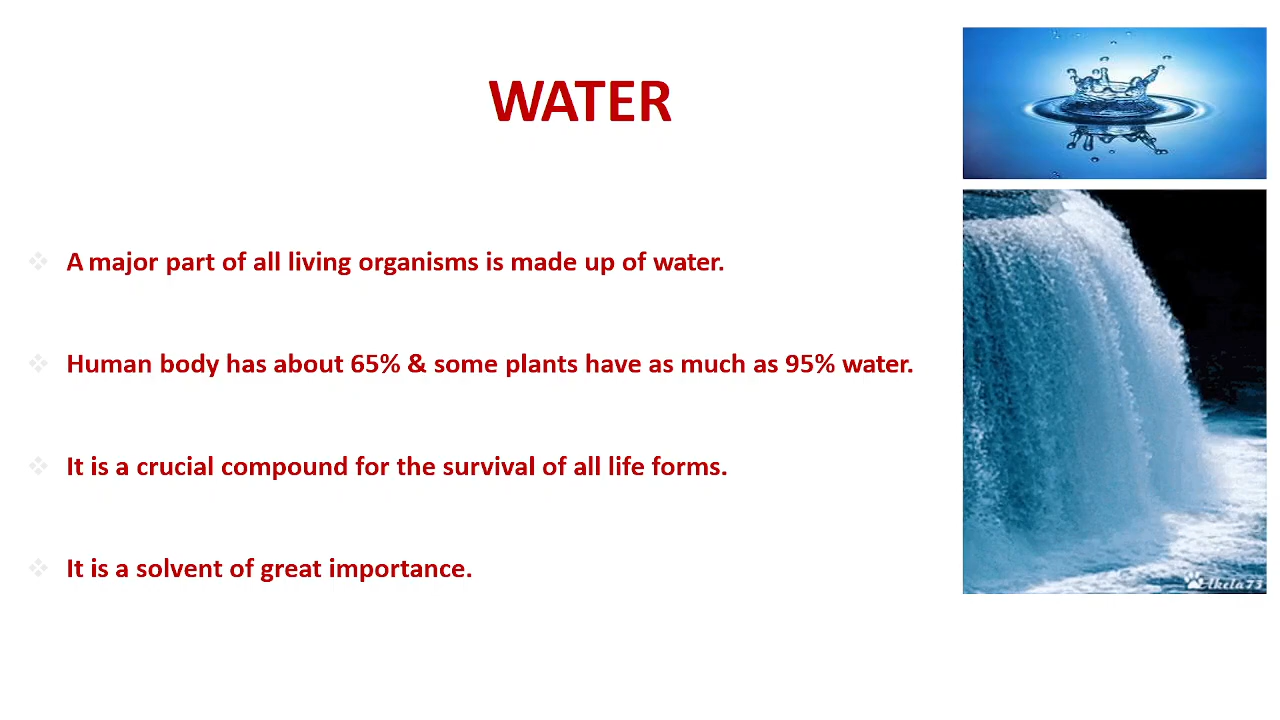 WATER
A major part of all living organisms is made up of water.
Human body has about 65% & some plants have as much as 95% water.
It is a crucial compound for the survival of all life forms.
It is a solvent of great importance.